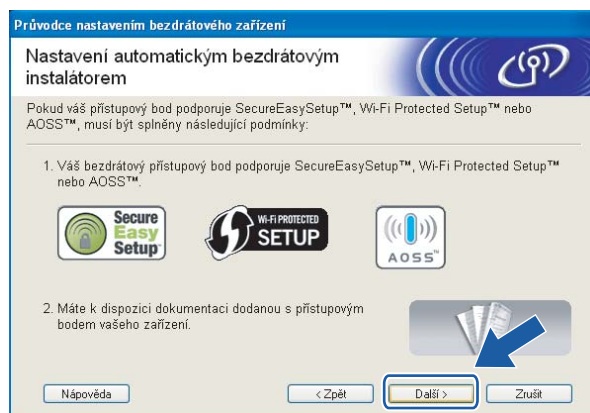 Průvodce nastavením bezdrátového zařízení
Nastavení automatickým bezdrátovým
instalátorem
Pokud váš přístupový bod podporuje SecureEasySetup™, Wi-Fi Protected Setup™ nebo
AOSS™, musí být splněny následující podmínky:
1. Váš bezdrátový přístupový bod podporuje SecureEasySetup™, Wi-Fi Protected Setup™
nebo AOSS™.
Secure
Easy
Setup™
Wi-Fi PROTECTED
SETUP
AOSS™
2. Máte k dispozici dokumentaci dodanou s přístupovým
bodem vašeho zařízení.
Nápověda
< Zpět
Další >
Zrušit